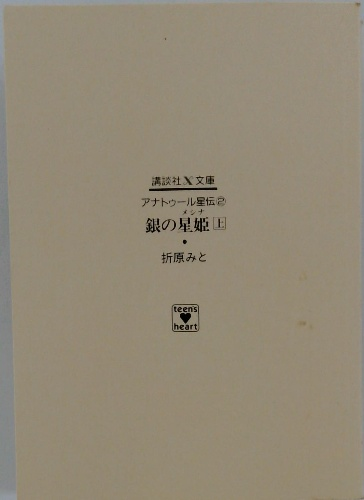 講談社X文庫
アナトゥール星伝②
メシナ
銀の星姫 上
折原みと
teen's
heart